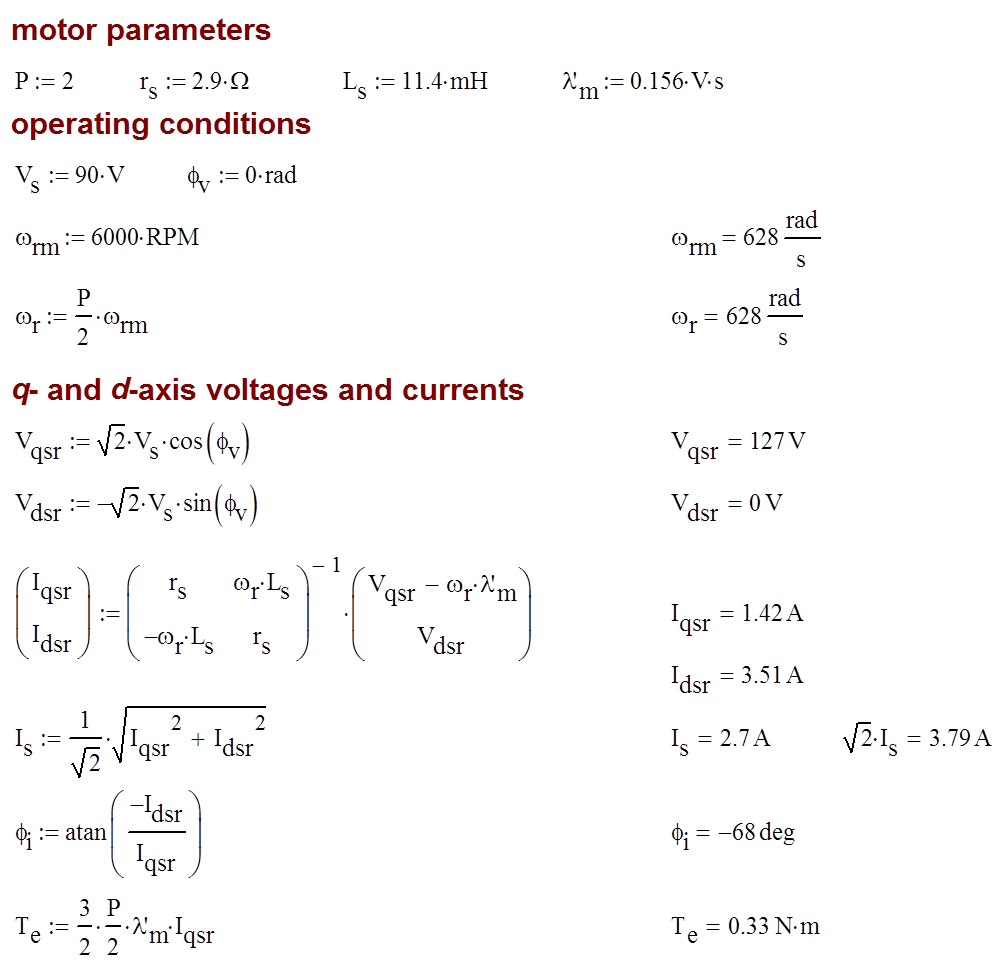 motor parameters
P := 2 r_s := 2.9·Ω L_s := 11.4·mH λ'_m := 0.156·V·s
operating conditions
V_s := 90·V ϕ_v := 0·rad
ω_rm := 6000·RPM ω_rm = 628 rad/s
ω_r := P/2·ω_rm ω_r = 628 rad/s
q- and d-axis voltages and currents
V_qsr := √2·V_s·cos(ϕ_v) V_qsr = 127 V
V_dsr := −√2·V_s·sin(ϕ_v) V_dsr = 0 V
(I_qsr; I_dsr) := (r_s ω_r·L_s; −ω_r·L_s r_s)^−1·(V_qsr − ω_r·λ'_m; V_dsr) I_qsr = 1.42 A
I_dsr = 3.51 A
I_s := 1/√2·√(I_qsr^2 + I_dsr^2) I_s = 2.7 A √2·I_s = 3.79 A
ϕ_i := atan(−I_dsr/I_qsr) ϕ_i = −68 deg
T_e := 3/2·P/2·λ'_m·I_qsr T_e = 0.33 N·m